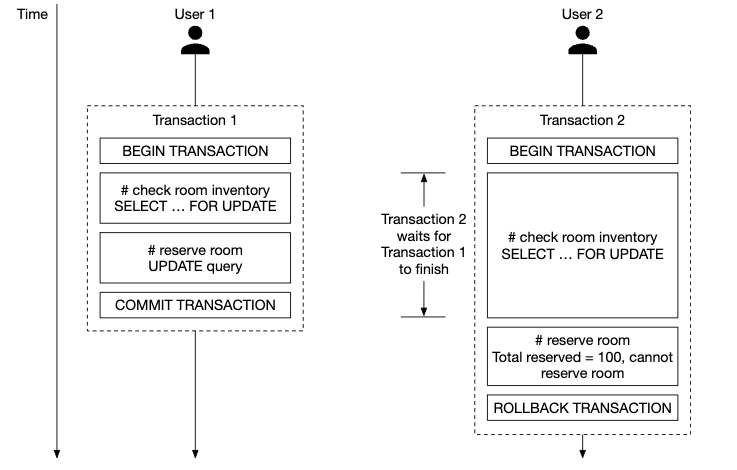 Time
User 1
User 2
Transaction 1
BEGIN TRANSACTION
# check room inventory
SELECT … FOR UPDATE
# reserve room
UPDATE query
COMMIT TRANSACTION
Transaction 2
waits for
Transaction 1
to finish
Transaction 2
BEGIN TRANSACTION
# check room inventory
SELECT … FOR UPDATE
# reserve room
Total reserved = 100, cannot
reserve room
ROLLBACK TRANSACTION